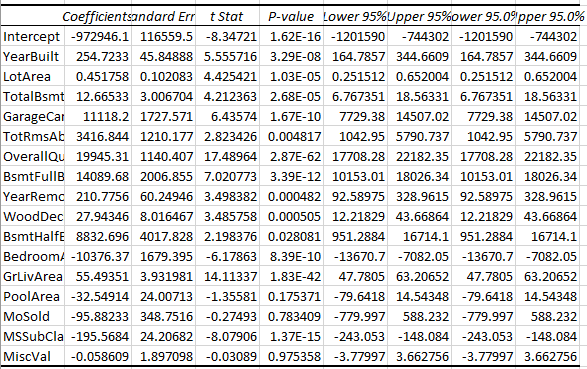 Coefficients andard Err t Stat P-value Lower 95% Upper 95% ower 95.0% pper 95.0%
Intercept -972946.1 116559.5 -8.34721 1.62E-16 -1201590 -744302 -1201590 -744302
YearBuilt 254.7233 45.84888 5.555716 3.29E-08 164.7857 344.6609 164.7857 344.6609
LotArea 0.451758 0.102083 4.425421 1.03E-05 0.251512 0.652004 0.251512 0.652004
TotalBsmt 12.66533 3.006704 4.212363 2.68E-05 6.767351 18.56331 6.767351 18.56331
GarageCar 11118.2 1727.571 6.43574 1.67E-10 7729.38 14507.02 7729.38 14507.02
TotRmsAb 3416.844 1210.177 2.823426 0.004817 1042.95 5790.737 1042.95 5790.737
OverallQu 19945.31 1140.407 17.48964 2.87E-62 17708.28 22182.35 17708.28 22182.35
BsmtFullB 14089.68 2006.855 7.020773 3.39E-12 10153.01 18026.34 10153.01 18026.34
YearRemo 210.7756 60.24946 3.498382 0.000482 92.58975 328.9615 92.58975 328.9615
WoodDec 27.94346 8.016467 3.485758 0.000505 12.21829 43.66864 12.21829 43.66864
BsmtHalfB 8832.696 4017.828 2.198376 0.028081 951.2884 16714.1 951.2884 16714.1
BedroomA -10376.37 1679.395 -6.17863 8.39E-10 -13670.7 -7082.05 -13670.7 -7082.05
GrLivArea 55.49351 3.931981 14.11337 1.83E-42 47.7805 63.20652 47.7805 63.20652
PoolArea -32.54914 24.00713 -1.35581 0.175371 -79.6418 14.54348 -79.6418 14.54348
MoSold -95.88233 348.7516 -0.27493 0.783409 -779.997 588.232 -779.997 588.232
MSSubCla -195.5684 24.20682 -8.07906 1.37E-15 -243.053 -148.084 -243.053 -148.084
MiscVal -0.058609 1.897098 -0.03089 0.975358 -3.77997 3.662756 -3.77997 3.662756